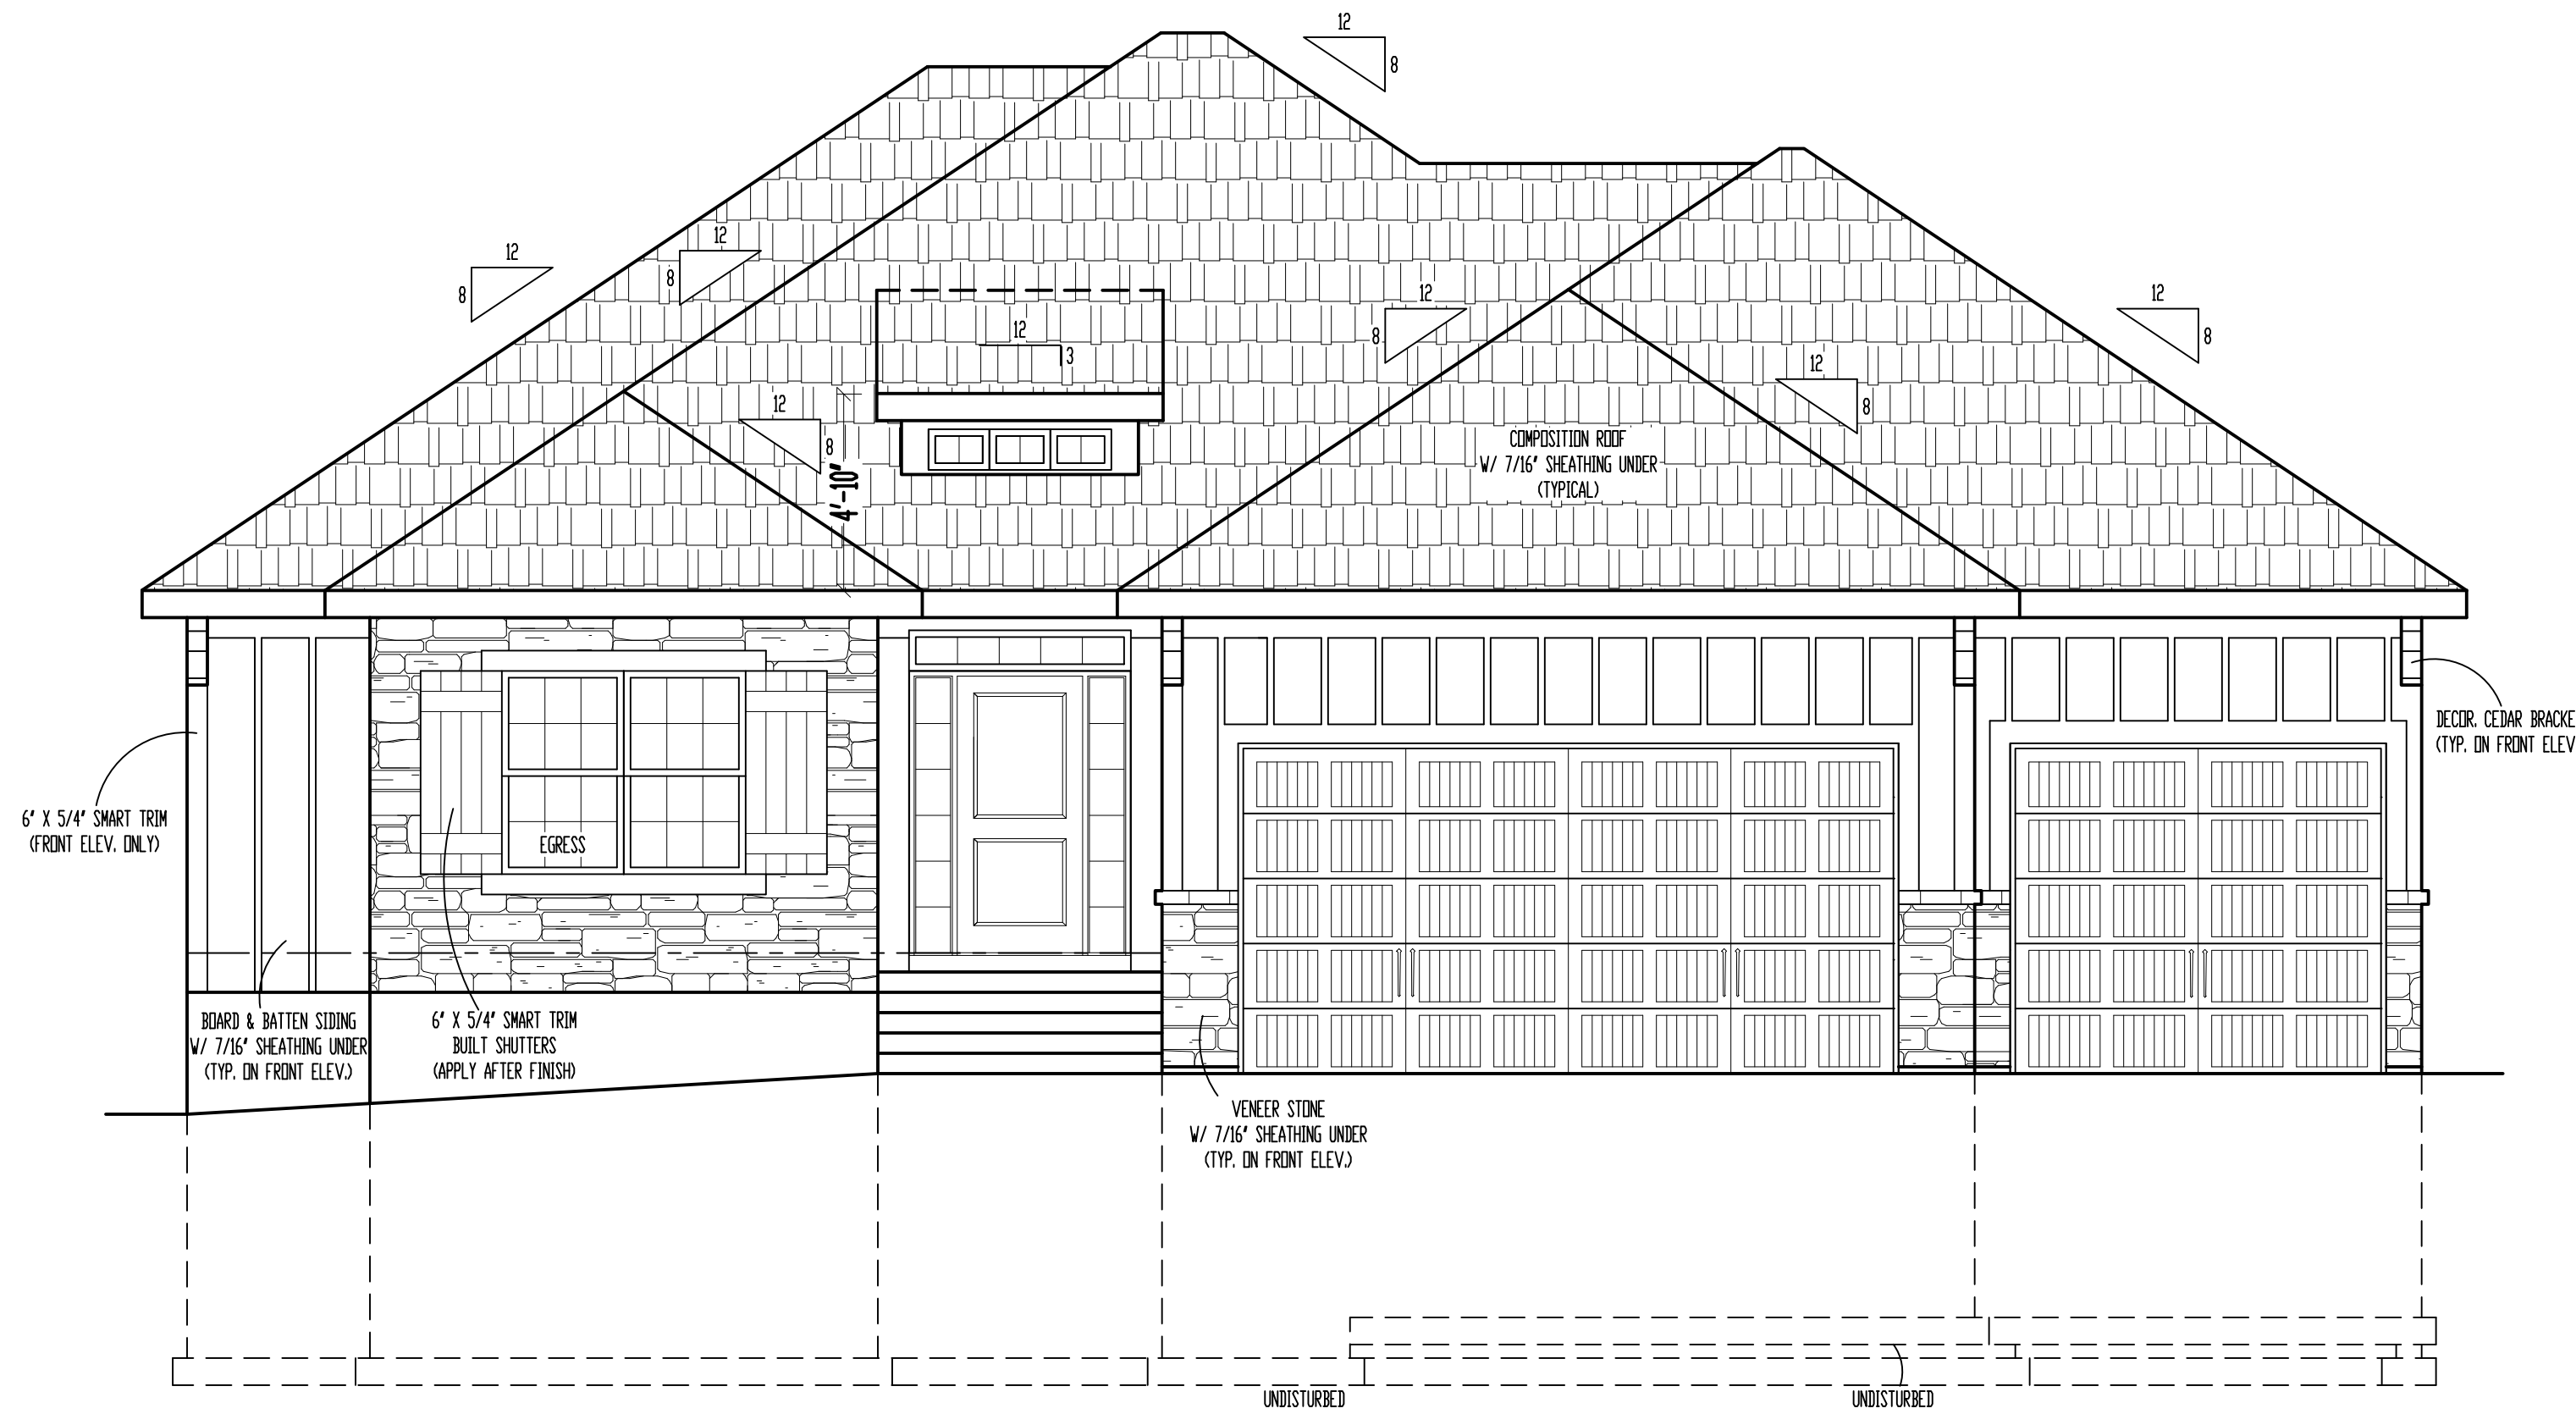 12
8
12
8
12
8
12
3
12
8
12
8
12
8
12
8
4'-10"
COMPOSITION ROOF
W/ 7/16" SHEATHING UNDER
(TYPICAL)
DECOR. CEDAR BRACKE
(TYP. ON FRONT ELEV
6" X 5/4" SMART TRIM
(FRONT ELEV. ONLY)
EGRESS
BOARD & BATTEN SIDING
W/ 7/16" SHEATHING UNDER
(TYP. ON FRONT ELEV.)
6" X 5/4" SMART TRIM
BUILT SHUTTERS
(APPLY AFTER FINISH)
VENEER STONE
W/ 7/16" SHEATHING UNDER
(TYP. ON FRONT ELEV.)
UNDISTURBED
UNDISTURBED